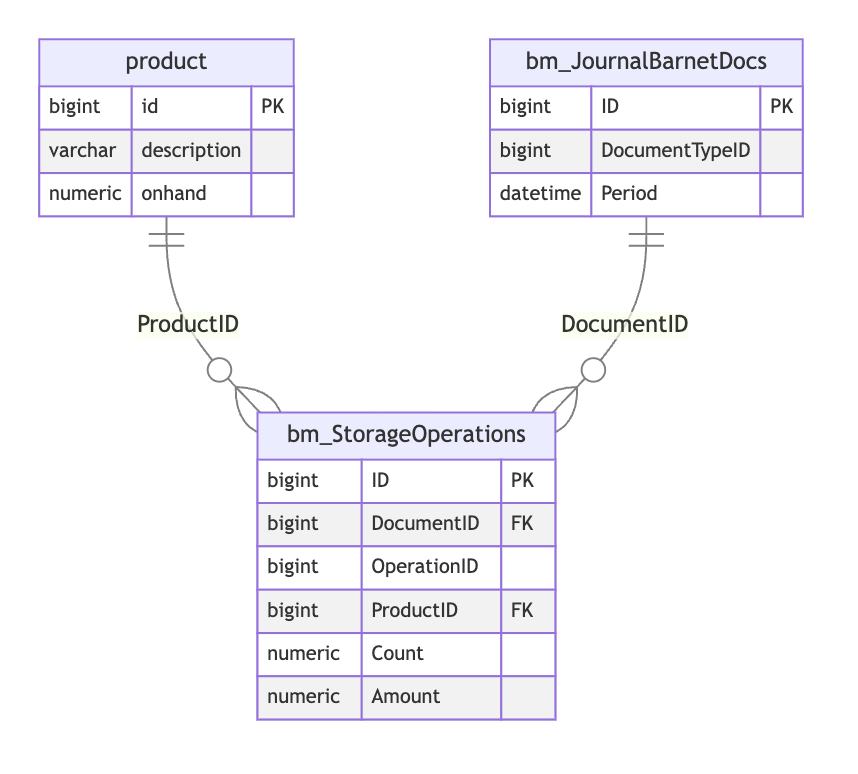 product
bigint id PK
varchar description
numeric onhand
bm_JournalBarnetDocs
bigint ID PK
bigint DocumentTypeID
datetime Period
ProductID
DocumentID
bm_StorageOperations
bigint ID PK
bigint DocumentID FK
bigint OperationID
bigint ProductID FK
numeric Count
numeric Amount